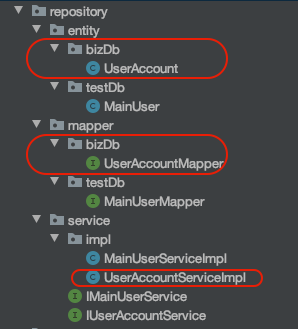 repository
entity
bizDb
C UserAccount
testDb
C MainUser
mapper
bizDb
I UserAccountMapper
testDb
I MainUserMapper
service
impl
C MainUserServiceImpl
C UserAccountServiceImpl
I IMainUserService
I IUserAccountService